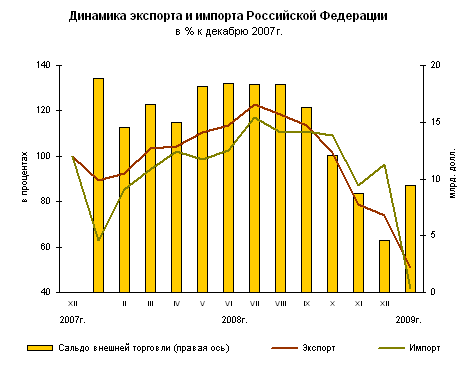 Динамика экспорта и импорта Российской Федерации
в % к декабрю 2007г.
140
120
100
80
60
40
в процентах
20
15
10
5
0
млрд. долл.
XII II III IV V VI VII VIII IX X XI XII
2007г. 2008г. 2009г.
Сальдо внешней торговли (правая ось) Экспорт Импорт